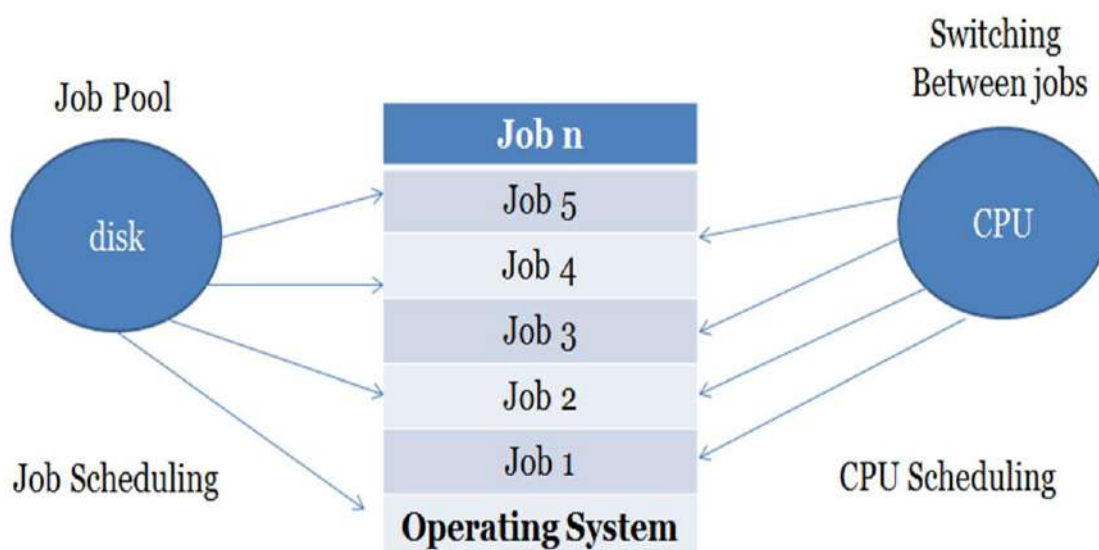 Job Pool
disk
Job Scheduling
Job n
Job 5
Job 4
Job 3
Job 2
Job 1
Operating System
Switching
Between jobs
CPU
CPU Scheduling